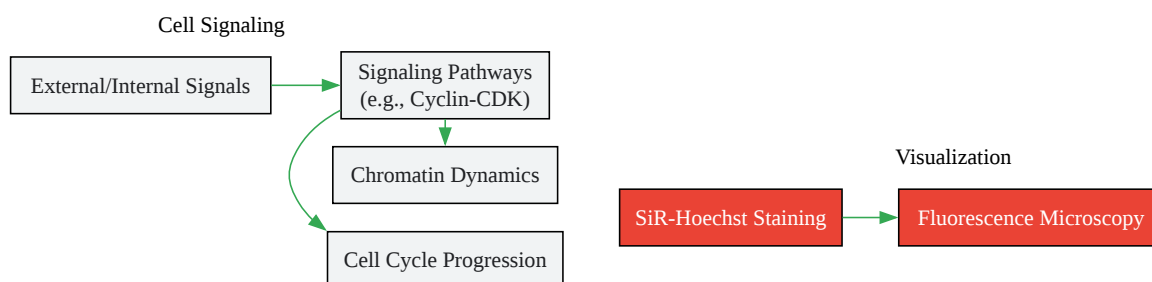 Cell Signaling
External/Internal Signals
Signaling Pathways
(e.g., Cyclin-CDK)
Chromatin Dynamics
Cell Cycle Progression
Visualization
SiR-Hoechst Staining
Fluorescence Microscopy